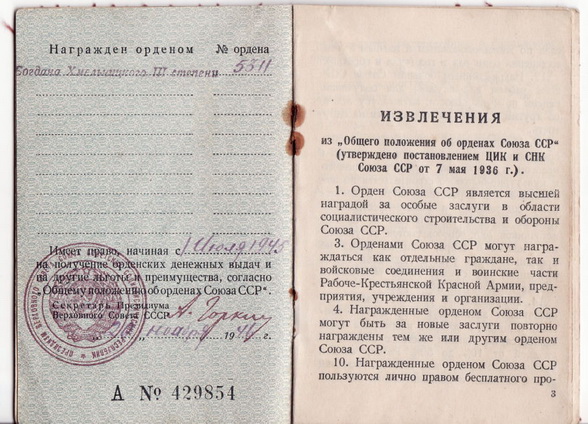 Награжден орденом № ордена
Богдана Хмельницкого III степени 5311
Имеет право, начиная с 1 июля 1945
на получение орденских денежных выдач и
на другие льготы и преимущества, согласно
Общему положению об орденах Союза ССР".
Секретарь Президиума
Верховного Совета СССР А. Горкин
ноября 194 г.
А № 429854
ИЗВЛЕЧЕНИЯ
из „Общего положения об орденах Союза ССР"
(утверждено постановлением ЦИК и СНК
Союза ССР от 7 мая 1936 г.).
1. Орден Союза ССР является высшей
наградой за особые заслуги в области
социалистического строительства и обороны
Союза ССР.
3. Орденами Союза ССР могут награ-
ждаться как отдельные граждане, так
и войсковые соединения и воинские части
Рабоче-Крестьянской Красной Армии, пред-
приятия, учреждения и организации.
4. Награжденные орденом Союза ССР
могут быть за новые заслуги повторно
награждены тем же или другим орденом
Союза ССР.
10. Награжденные орденом Союза ССР
пользуются лично правом бесплатного про-
3